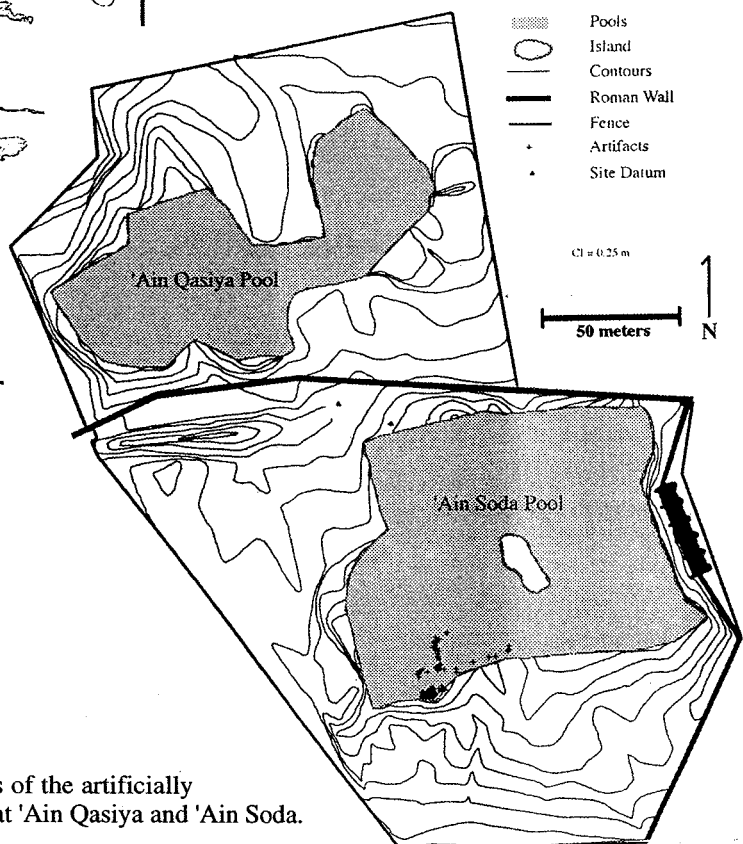 Pools
Island
Contours
Roman Wall
Fence
Artifacts
Site Datum
CI = 0.25 m
50 meters
N
'Ain Qasiya Pool
'Ain Soda Pool
s of the artificially
at 'Ain Qasiya and 'Ain Soda.